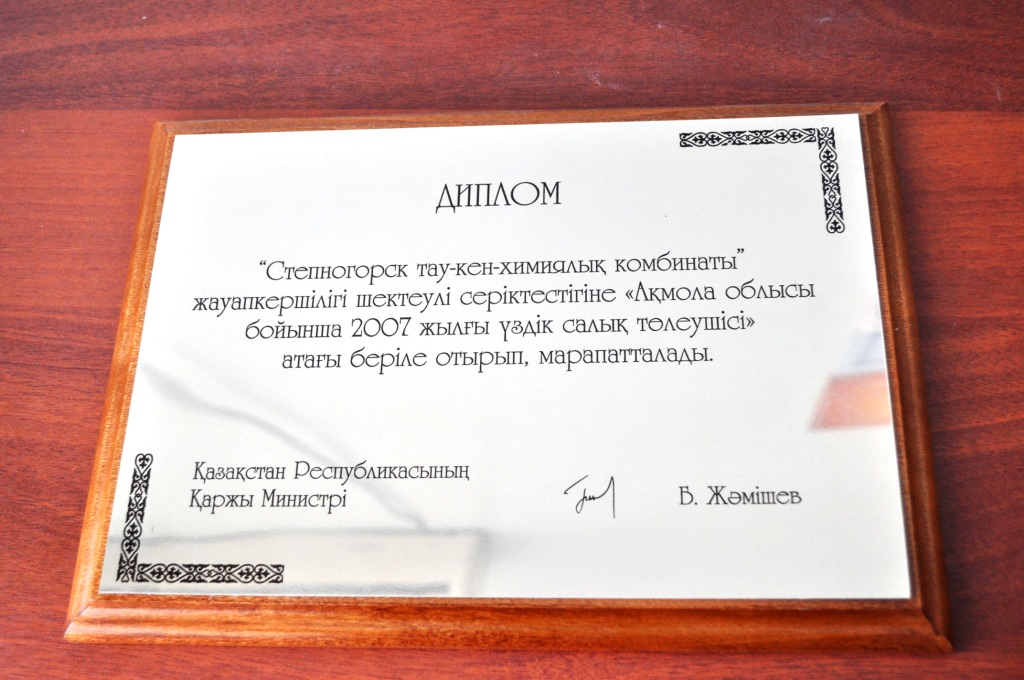 ДИПЛОМ
“Степногорск тау-кен-химиялық комбинаты”
жауапкершілігі шектеулі серіктестігіне «Ақмола облысы
бойынша 2007 жылғы үздік салық төлеушісі»
атағы беріле отырып, марапатталады.
Қазақстан Республикасының
Қаржы Министрі
Б. Жәмішев